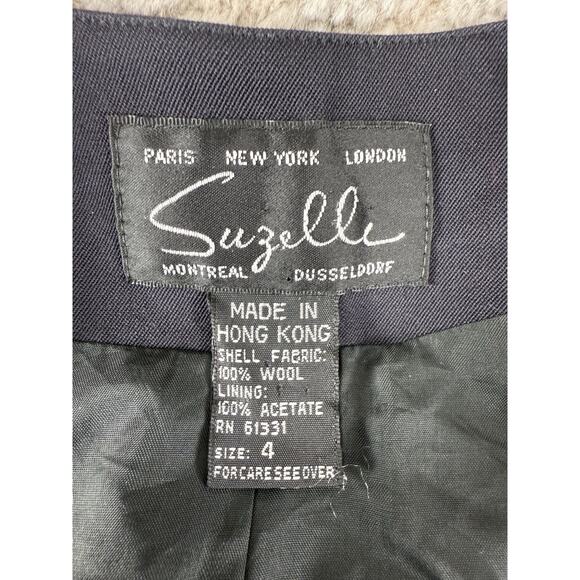 PARIS NEW YORK LONDON
Suzelle
MONTREAL DUSSELDORF
MADE IN
HONG KONG
SHELL FABRIC:
100% WOOL
LINING:
100% ACETATE
RN 61331
SIZE: 4
FOR CARE SEE OVER